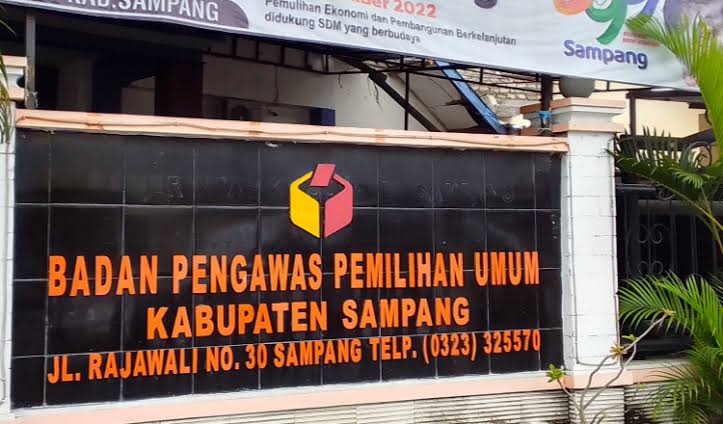 KAB.SAMPANG
2022
Pemulihan Ekonomi dan Pembangunan Berkelanjutan
didukung SDM yang berbudaya
Sampang
BADAN PENGAWAS PEMILIHAN UMUM
KABUPATEN SAMPANG
JL. RAJAWALI NO. 30 SAMPANG TELP. (0323) 325570